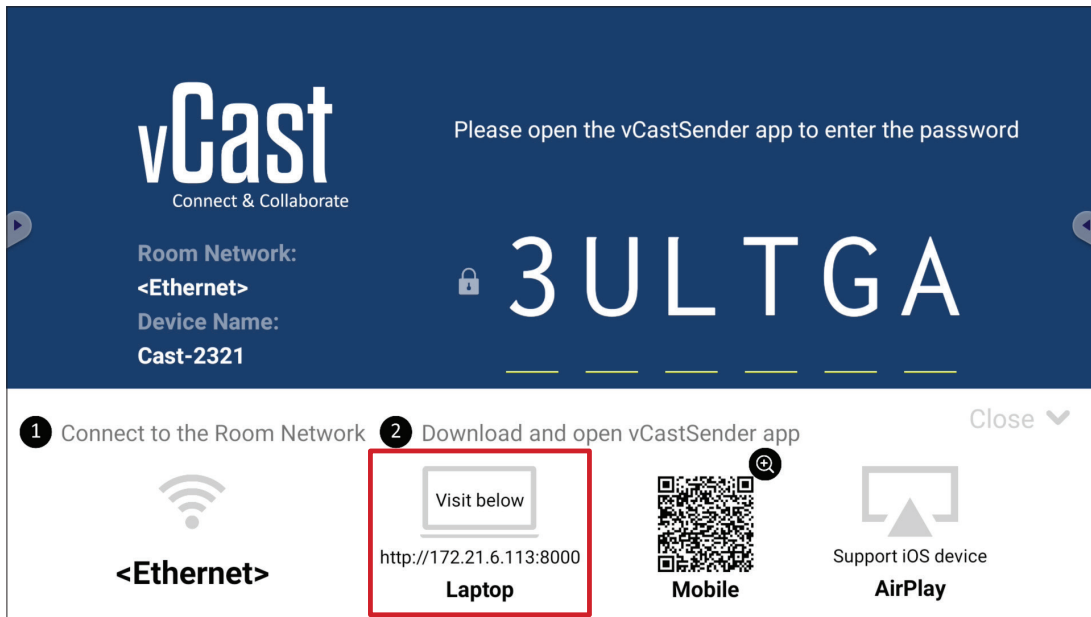 vCast
Connect & Collaborate
Please open the vCastSender app to enter the password
Room Network:
<Ethernet>
Device Name:
Cast-2321
3ULTGA
1 Connect to the Room Network
2 Download and open vCastSender app
Close
<Ethernet>
Visit below
http://172.21.6.113:8000
Laptop
Mobile
Support iOS device
AirPlay